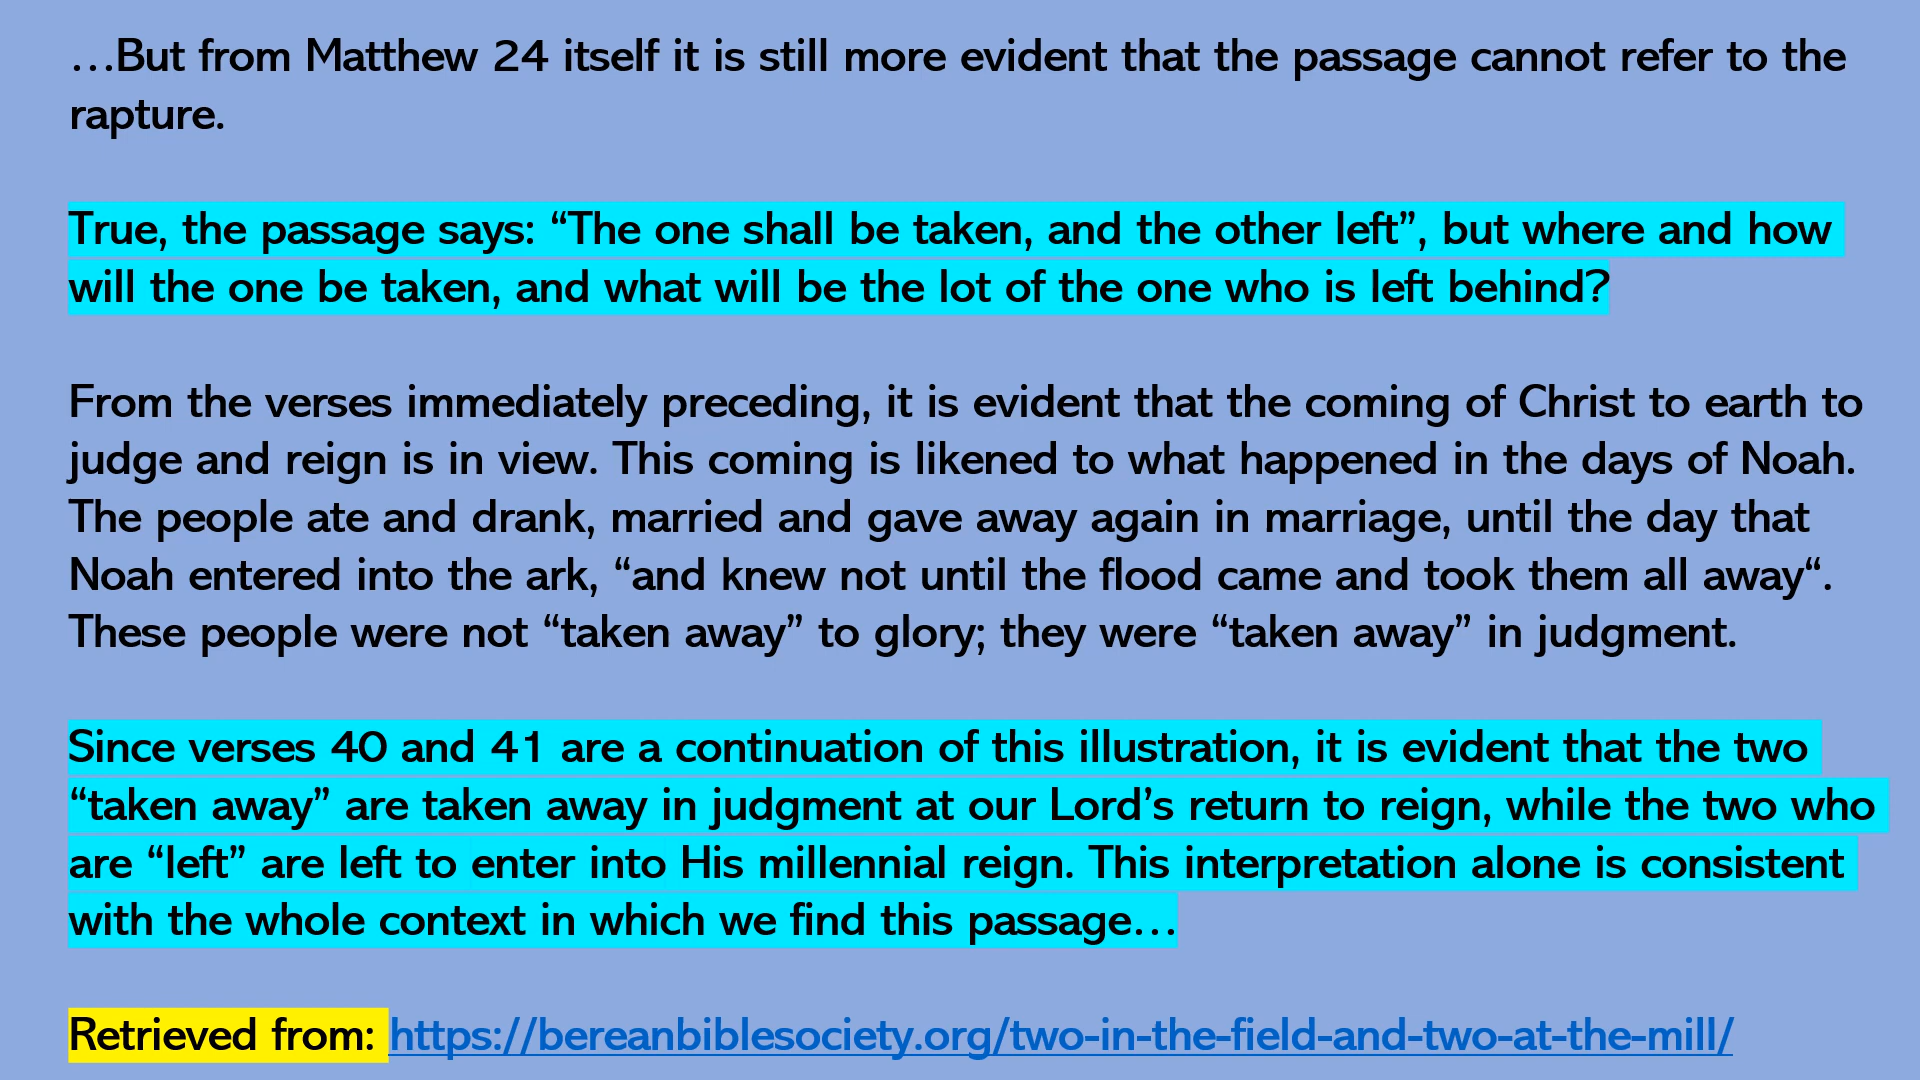 …But from Matthew 24 itself it is still more evident that the passage cannot refer to the
rapture.
True, the passage says: “The one shall be taken, and the other left”, but where and how
will the one be taken, and what will be the lot of the one who is left behind?
From the verses immediately preceding, it is evident that the coming of Christ to earth to
judge and reign is in view. This coming is likened to what happened in the days of Noah.
The people ate and drank, married and gave away again in marriage, until the day that
Noah entered into the ark, “and knew not until the flood came and took them all away“.
These people were not “taken away” to glory; they were “taken away” in judgment.
Since verses 40 and 41 are a continuation of this illustration, it is evident that the two
“taken away” are taken away in judgment at our Lord’s return to reign, while the two who
are “left” are left to enter into His millennial reign. This interpretation alone is consistent
with the whole context in which we find this passage…
Retrieved from: https://bereanbiblesociety.org/two-in-the-field-and-two-at-the-mill/